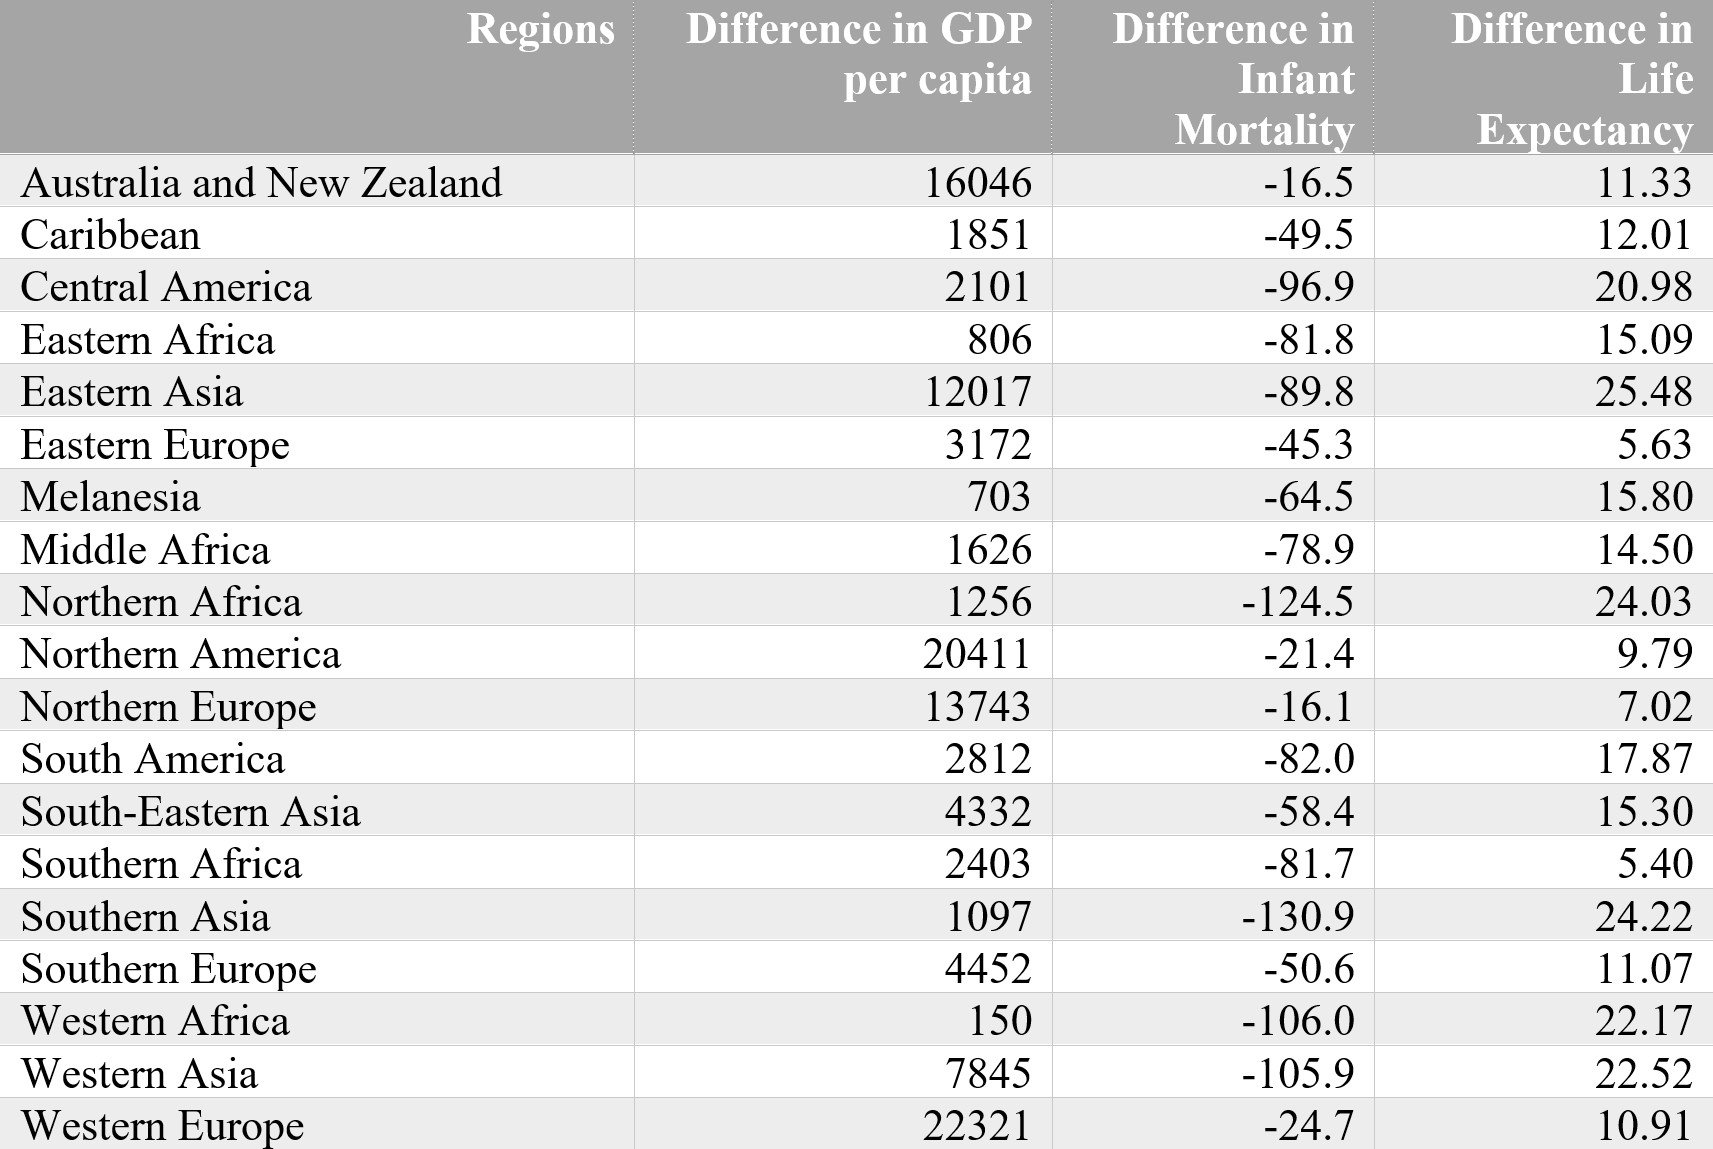 Regions Difference in GDP per capita Difference in Infant Mortality Difference in Life Expectancy
Australia and New Zealand 16046 -16.5 11.33
Caribbean 1851 -49.5 12.01
Central America 2101 -96.9 20.98
Eastern Africa 806 -81.8 15.09
Eastern Asia 12017 -89.8 25.48
Eastern Europe 3172 -45.3 5.63
Melanesia 703 -64.5 15.80
Middle Africa 1626 -78.9 14.50
Northern Africa 1256 -124.5 24.03
Northern America 20411 -21.4 9.79
Northern Europe 13743 -16.1 7.02
South America 2812 -82.0 17.87
South-Eastern Asia 4332 -58.4 15.30
Southern Africa 2403 -81.7 5.40
Southern Asia 1097 -130.9 24.22
Southern Europe 4452 -50.6 11.07
Western Africa 150 -106.0 22.17
Western Asia 7845 -105.9 22.52
Western Europe 22321 -24.7 10.91